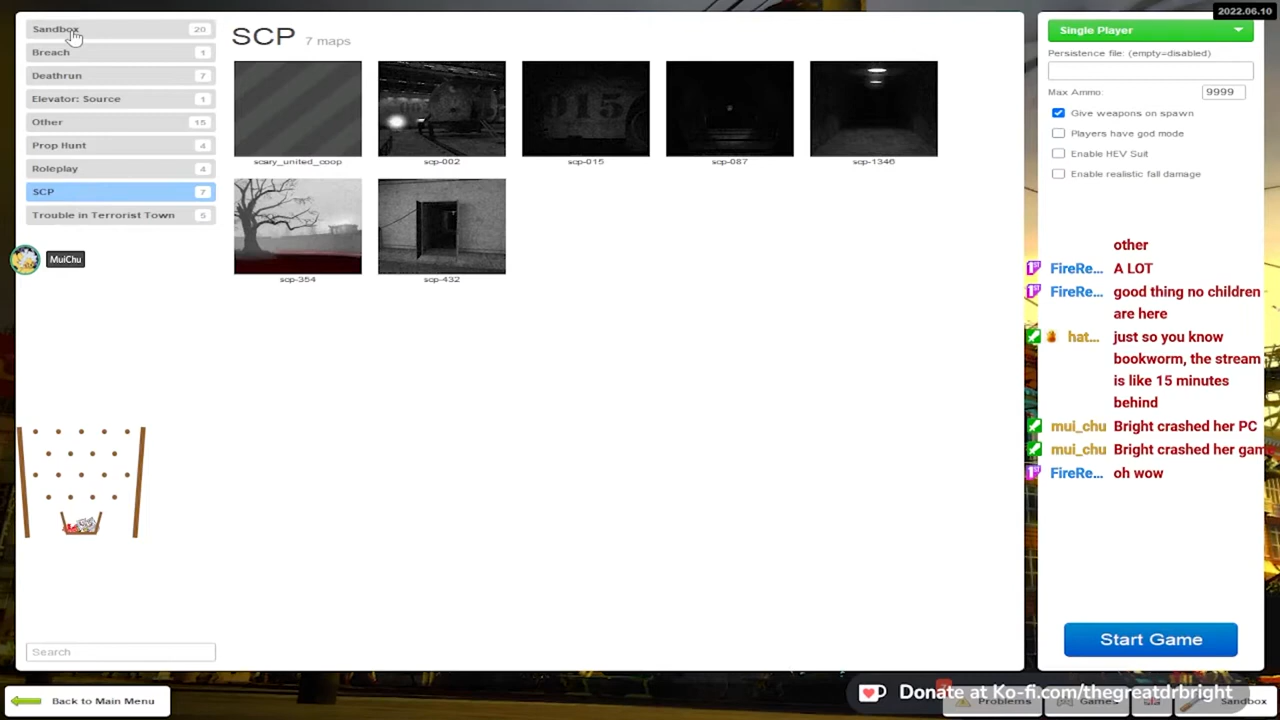 2022.06.10
Sandbox 20
Breach 1
Deathrun 7
Elevator: Source 1
Other 15
Prop Hunt 4
Roleplay 4
SCP 7
Trouble in Terrorist Town 5
MuiChu
Search
Back to Main Menu
SCP 7 maps
scary_united_coop
scp-002
scp-015
scp-087
scp-1346
scp-354
scp-432
Single Player
Persistence file: (empty=disabled)
Max Ammo: 9999
Give weapons on spawn
Players have god mode
Enable HEV Suit
Enable realistic fall damage
other
FireRe... A LOT
FireRe... good thing no children
are here
hat... just so you know
bookworm, the stream
is like 15 minutes
behind
mui_chu Bright crashed her PC
mui_chu Bright crashed her game
FireRe... oh wow
Start Game
Donate at Ko-fi.com/thegreatdrbright
Problems
Games
Sandbox